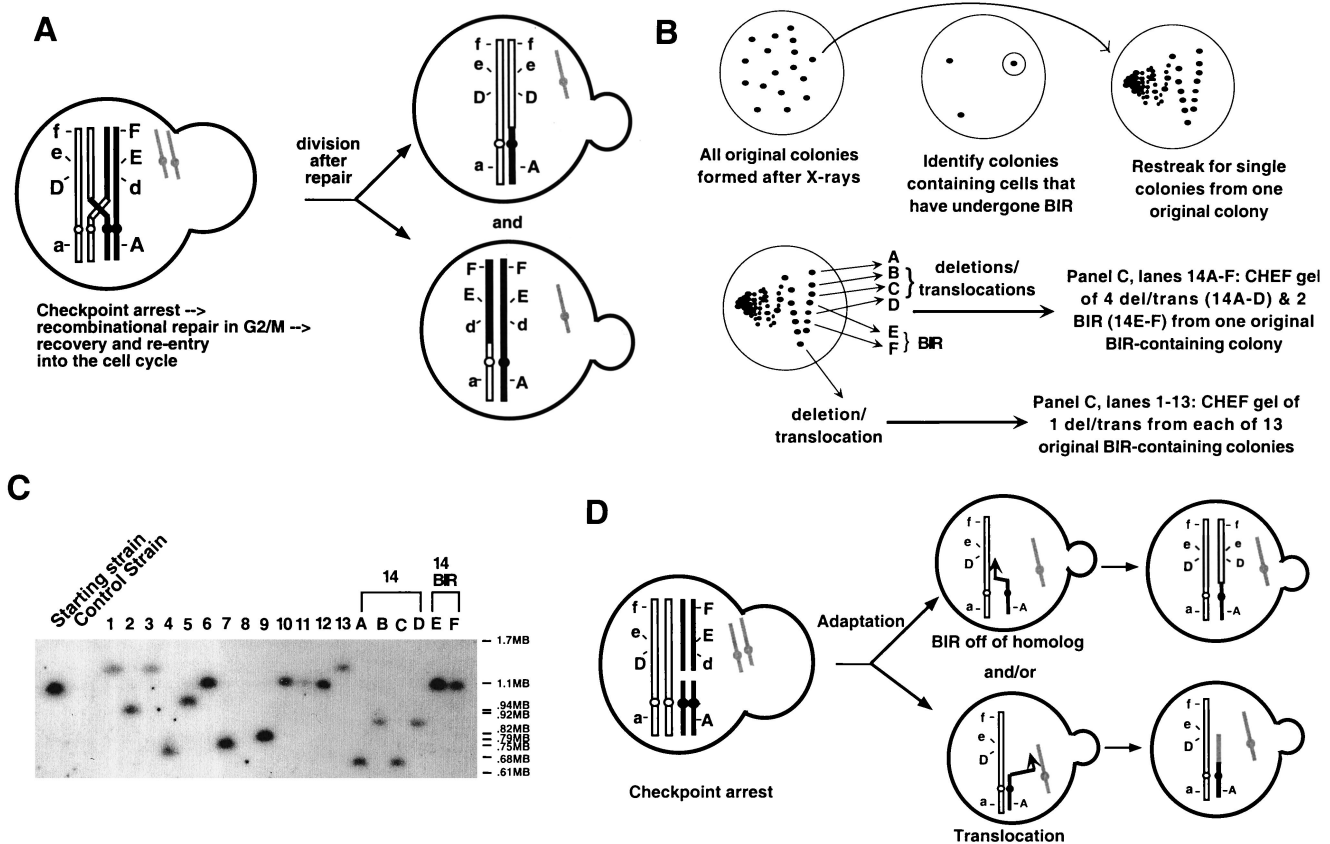 A
f
e
D
a
F
E
d
A
division
after
repair
f f
e e
D D
a A
and
F F
E E
d d
a A
Checkpoint arrest -->
recombinational repair in G2/M -->
recovery and re-entry
into the cell cycle
B
All original colonies
formed after X-rays
Identify colonies
containing cells that
have undergone BIR
Restreak for single
colonies from one
original colony
A
B
C
D
E
F
deletions/
translocations
BIR
Panel C, lanes 14A-F: CHEF gel
of 4 del/trans (14A-D) & 2
BIR (14E-F) from one original
BIR-containing colony
deletion/
translocation
Panel C, lanes 1-13: CHEF gel of
1 del/trans from each of 13
original BIR-containing colonies
C
Starting strain
Control Strain
14
14
BIR
1 2 3 4 5 6 7 8 9 10 11 12 13 A B C D E F
1.7MB
1.1MB
.94MB
.92MB
.82MB
.79MB
.75MB
.68MB
.61MB
D
f
e
D
a
F
E
d
A
Checkpoint arrest
Adaptation
f
e
D
a
A
BIR off of homolog
f f
e e
D D
a A
and/or
f
e
D
a
A
Translocation
f
e
D
a
A